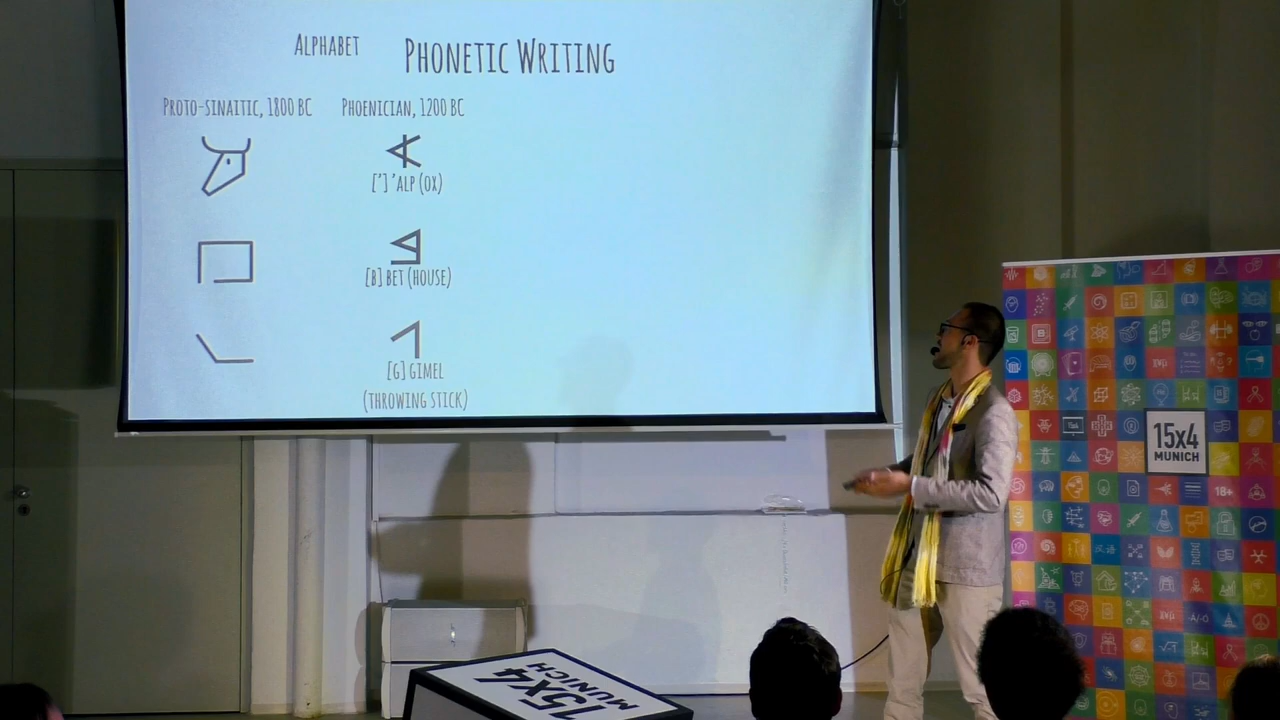 ALPHABET
PHONETIC WRITING
PROTO-SINAITIC, 1800 BC
PHOENICIAN, 1200 BC
['] 'ALP (OX)
[B] BET (HOUSE)
[G] GIMEL
(THROWING STICK)
15x4
MUNICH
18+
15x4
MUNICH